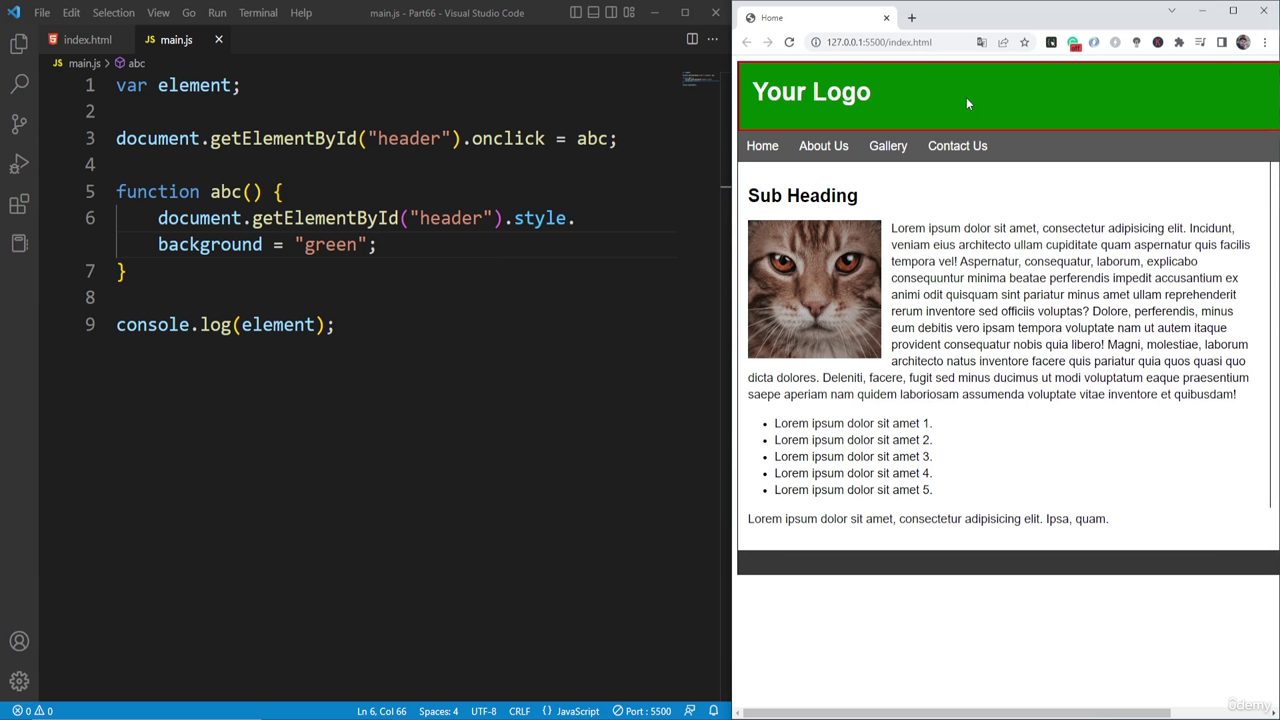 File Edit Selection View Go Run Terminal Help main.js - Part66 - Visual Studio Code
index.html
JS main.js
JS main.js > abc
1 var element;
2
3 document.getElementById("header").onclick = abc;
4
5 function abc() {
6 document.getElementById("header").style.
background = "green";
7 }
8
9 console.log(element);
0 0
Ln 6, Col 66 Spaces: 4 UTF-8 CRLF {} JavaScript Port : 5500
Home
127.0.0.1:5500/index.html
off
Your Logo
Home About Us Gallery Contact Us
Sub Heading
Lorem ipsum dolor sit amet, consectetur adipisicing elit. Incidunt,
veniam eius architecto ullam cupiditate quam aspernatur quis facilis
tempora vel! Aspernatur, consequatur, laborum, explicabo
consequuntur minima beatae perferendis impedit accusantium ex
animi odit quisquam sint pariatur minus amet ullam reprehenderit
rerum inventore sed officiis voluptas? Dolore, perferendis, minus
eum debitis vero ipsam tempora voluptate nam ut autem itaque
provident consequatur nobis quia libero! Magni, molestiae, laborum
architecto natus inventore facere quis pariatur quia quos quasi quo
dicta dolores. Deleniti, facere, fugit sed minus ducimus ut modi voluptatum eaque praesentium
saepe aperiam nam quidem laboriosam assumenda voluptate vitae inventore et quibusdam!
• Lorem ipsum dolor sit amet 1.
• Lorem ipsum dolor sit amet 2.
• Lorem ipsum dolor sit amet 3.
• Lorem ipsum dolor sit amet 4.
• Lorem ipsum dolor sit amet 5.
Lorem ipsum dolor sit amet, consectetur adipisicing elit. Ipsa, quam.
ûdemy